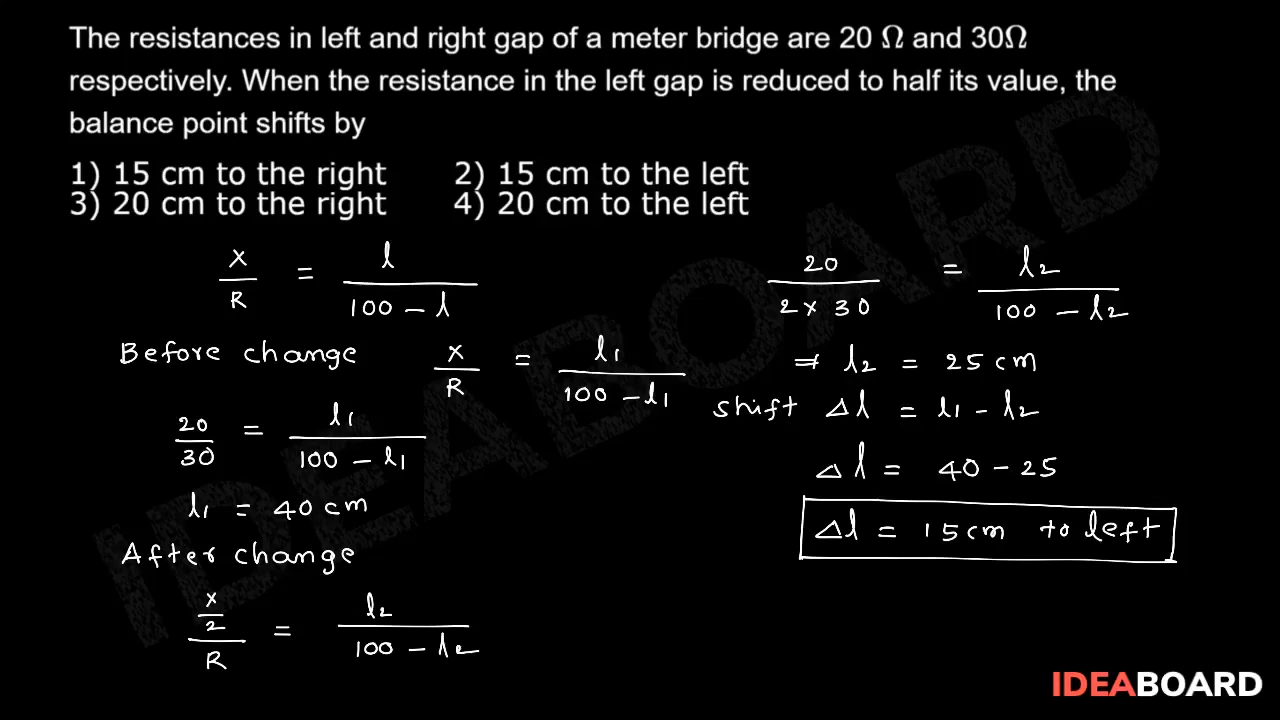 The resistances in left and right gap of a meter bridge are 20 Ω and 30Ω
respectively. When the resistance in the left gap is reduced to half its value, the
balance point shifts by
1) 15 cm to the right 2) 15 cm to the left
3) 20 cm to the right 4) 20 cm to the left
X/R = l/(100 - l)
Before change X/R = l₁/(100 - l₁)
20/30 = l₁/(100 - l₁)
l₁ = 40 cm
After change
(X/2)/R = l₂/(100 - l₂)
20/(2 × 30) = l₂/(100 - l₂)
⇒ l₂ = 25 cm
shift Δl = l₁ - l₂
Δl = 40 - 25
Δl = 15 cm to left
IDEABOARD
IDEABOARD